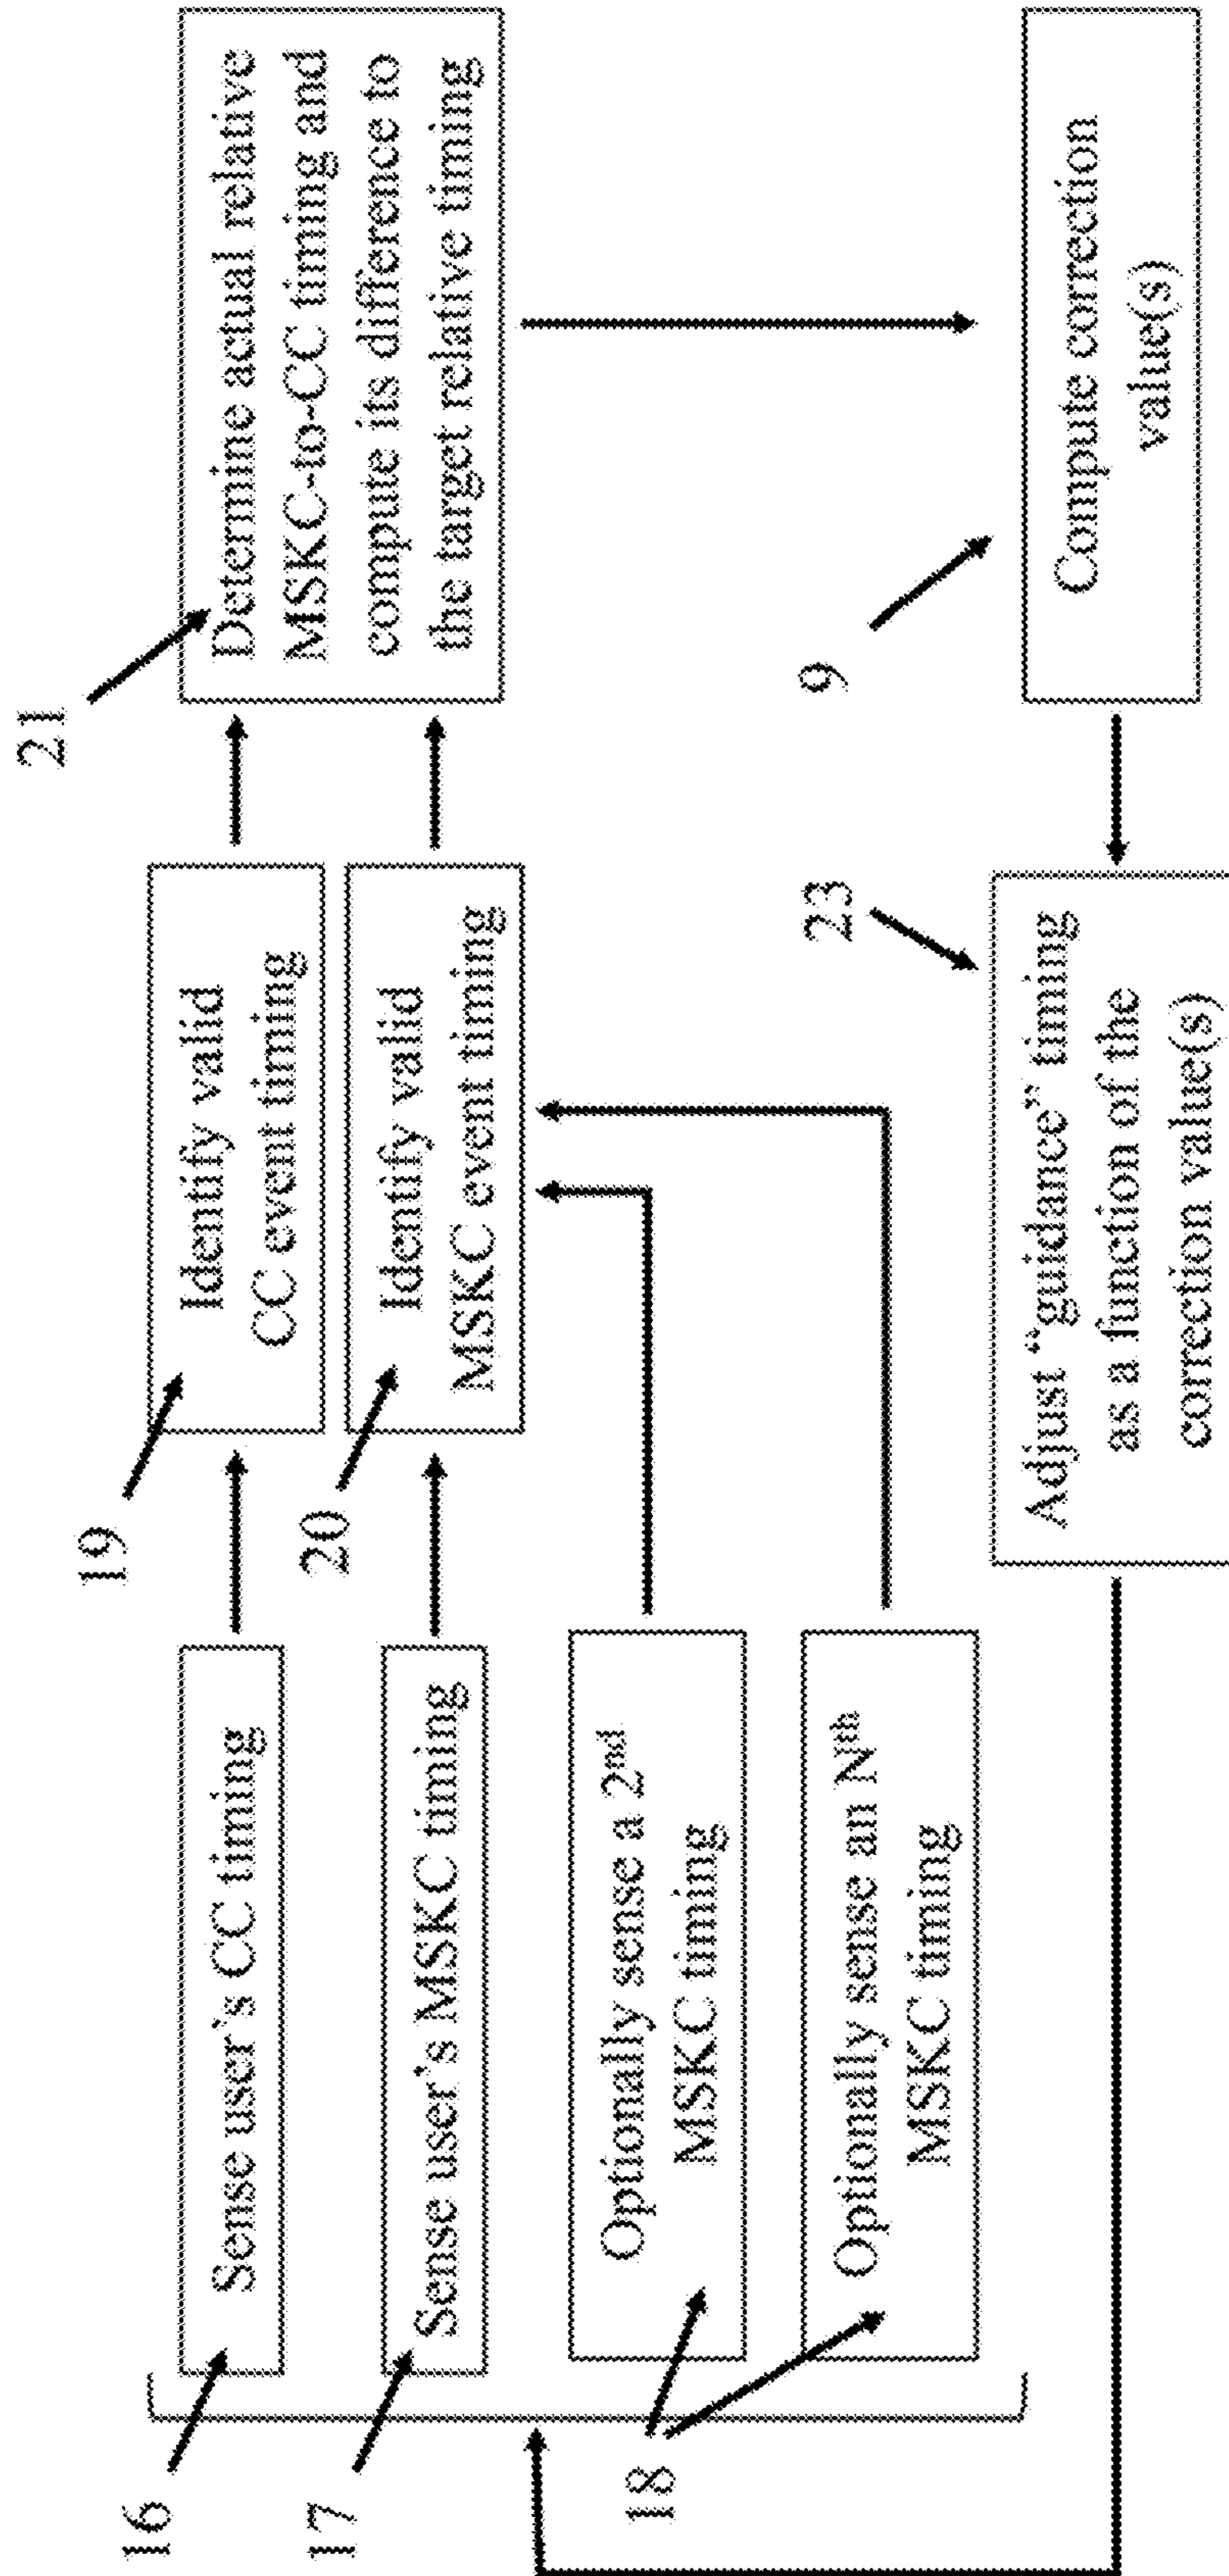 16
Sense user's CC timing
17
Sense user's MSKC timing
18
Optionally sense a 2nd
MSKC timing
Optionally sense an Nth
MSKC timing
19
Identify valid
CC event timing
20
Identify valid
MSKC event timing
21
Determine actual relative
MSKC-to-CC timing and
compute its difference to
the target relative timing
9
Compute correction
value(s)
23
Adjust “guidance” timing
as a function of the
correction value(s)